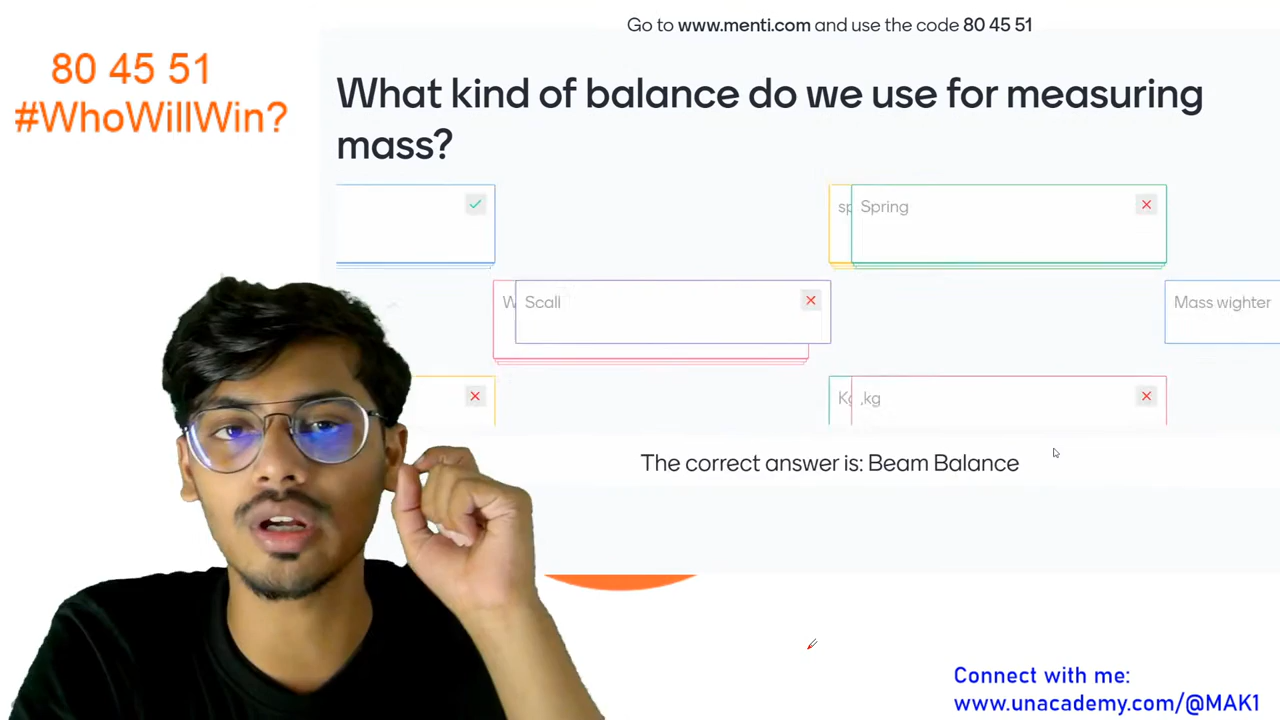 Go to www.menti.com and use the code 80 45 51
80 45 51
#WhoWillWin?
What kind of balance do we use for measuring
mass?
sp
Spring
W
Scall
Mass wighter
,kg
The correct answer is: Beam Balance
Connect with me:
www.unacademy.com/@MAK1